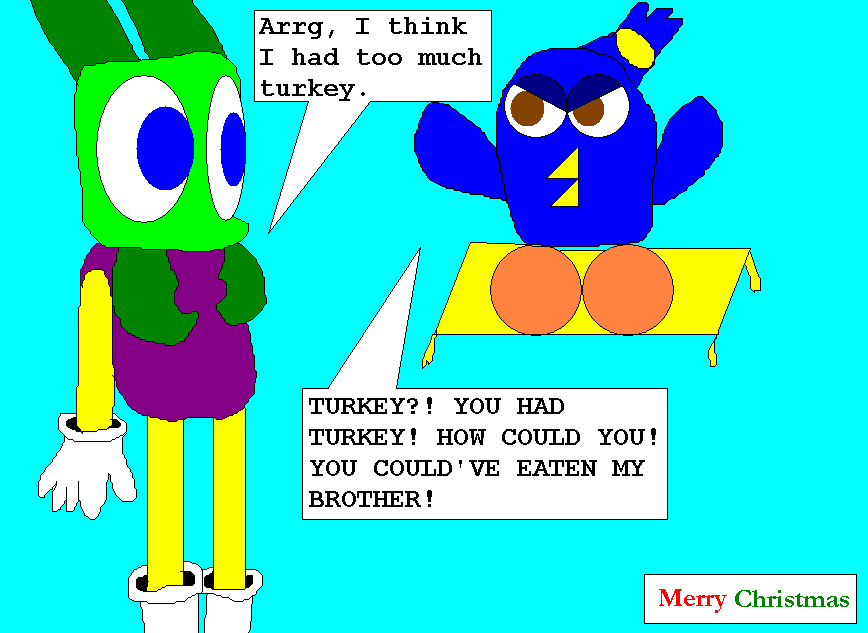 Arrg, I think
I had too much
turkey.
TURKEY?! YOU HAD
TURKEY! HOW COULD YOU!
YOU COULD'VE EATEN MY
BROTHER!
Merry Christmas